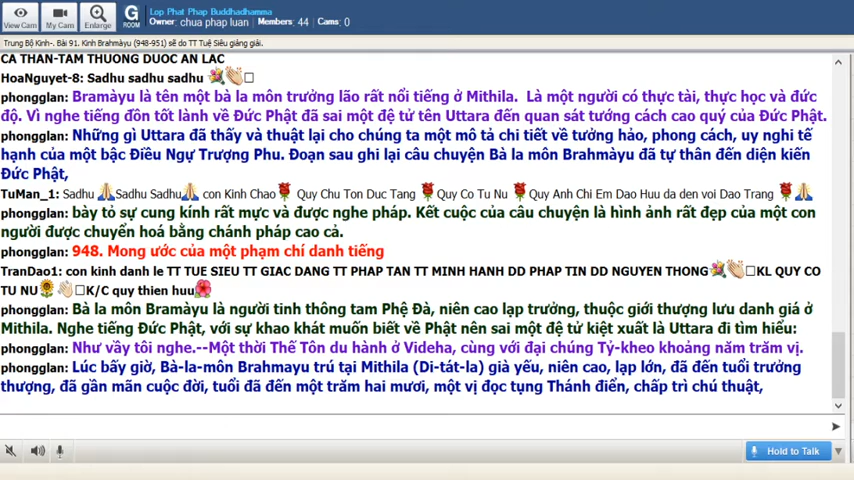 View Cam
My Cam
Enlarge
G
ROOM
Lop Phat Phap Buddhadhamma
Owner: chua phap luan   Members: 44   Cams: 0
Trung Bộ Kinh-. Bài 91. Kinh Brahmàyu (948-951) sẽ do TT Tuệ Siêu giảng giải.
CA THAN-TAM THUONG DUOC AN LAC
HoaNguyet-8: Sadhu sadhu sadhu 💐👏□
phongglan: Bramàyu là tên một bà la môn trưởng lão rất nổi tiếng ở Mithila.  Là một người có thực tài, thực học và đức
độ. Vì nghe tiếng đồn tốt lành về Đức Phật đã sai một đệ tử tên Uttara đến quan sát tướng cách cao quý của Đức Phật.
phongglan: Những gì Uttara đã thấy và thuật lại cho chúng ta một mô tả chi tiết về tướng hảo, phong cách, uy nghi tế
hạnh của một bậc Điều Ngự Trượng Phu. Đoạn sau ghi lại câu chuyện Bà la môn Brahmàyu đã tự thân đến diện kiến
Đức Phật,
TuMan_1: Sadhu 🙏Sadhu Sadhu🙏 con Kinh Chao🌹 Quy Chu Ton Duc Tang 🌹Quy Co Tu Nu 🌹Quy Anh Chi Em Dao Huu da den voi Dao Trang 🌹🙏
phongglan: bày tỏ sự cung kính rất mực và được nghe pháp. Kết cuộc của câu chuyện là hình ảnh rất đẹp của một con
người được chuyển hoá bằng chánh pháp cao cả.
phongglan: 948. Mong ước của một phạm chí danh tiếng
TranDao1: con kinh danh le TT TUE SIEU TT GIAC DANG TT PHAP TAN TT MINH HANH DD PHAP TIN DD NGUYEN THONG💐👏□KL QUY CO
TU NU🌻👏□K/C quy thien huu🌺
phongglan: Bà la môn Bramàyu là người tinh thông tam Phệ Đà, niên cao lạp trưởng, thuộc giới thượng lưu danh giá ở
Mithila. Nghe tiếng Đức Phật, với sự khao khát muốn biết về Phật nên sai một đệ tử kiệt xuất là Uttara đi tìm hiểu:
phongglan: Như vầy tôi nghe.--Một thời Thế Tôn du hành ở Videha, cùng với đại chúng Tỷ-kheo khoảng năm trăm vị.
phongglan: Lúc bấy giờ, Bà-la-môn Brahmayu trú tại Mithila (Di-tát-la) già yếu, niên cao, lạp lớn, đã đến tuổi trưởng
thượng, đã gần mãn cuộc đời, tuổi đã đến một trăm hai mươi, một vị đọc tụng Thánh điển, chấp trì chú thuật,
Hold to Talk